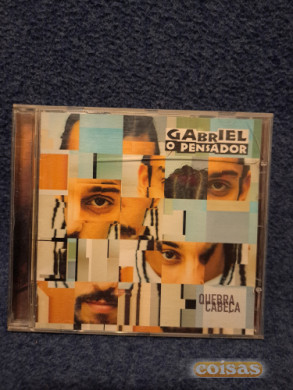 GABRIEL
O PENSADOR
QUEBRA
CABEÇA
coisas